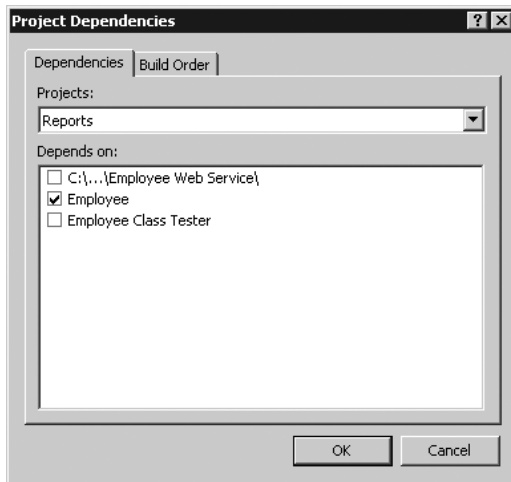 Project Dependencies
Dependencies Build Order
Projects:
Reports
Depends on:
C:\...\Employee Web Service\
Employee
Employee Class Tester
OK Cancel